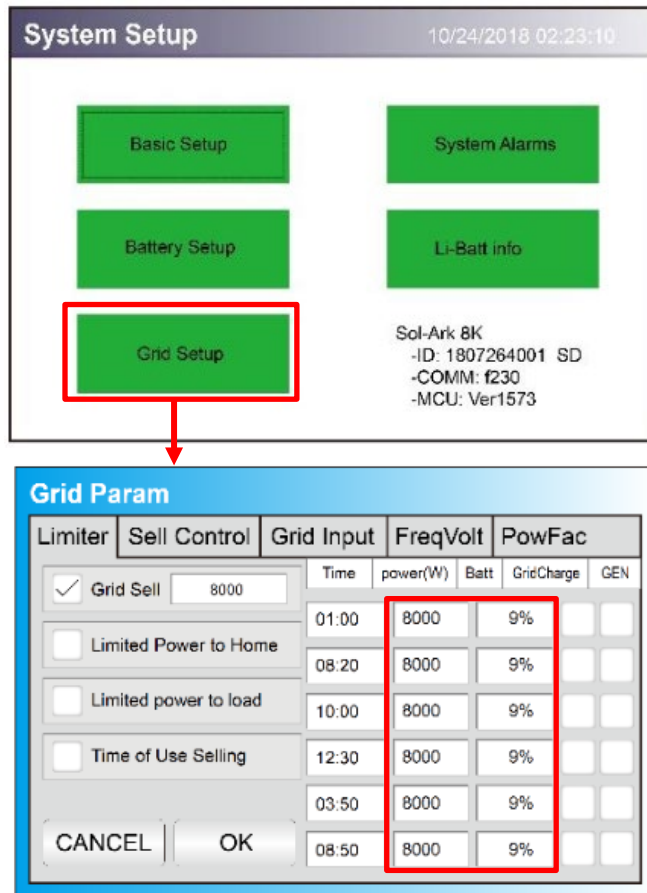 System Setup 10/24/2018 02:23:10
Basic Setup System Alarms
Battery Setup Li-Batt info
Grid Setup
Sol-Ark 8K
-ID: 1807264001 SD
-COMM: f230
-MCU: Ver1573
Grid Param
Limiter Sell Control Grid Input FreqVolt PowFac
Time power(W) Batt GridCharge GEN
Grid Sell 8000
01:00 8000 9%
Limited Power to Home
08:20 8000 9%
Limited power to load
10:00 8000 9%
Time of Use Selling
12:30 8000 9%
03:50 8000 9%
CANCEL OK
08:50 8000 9%